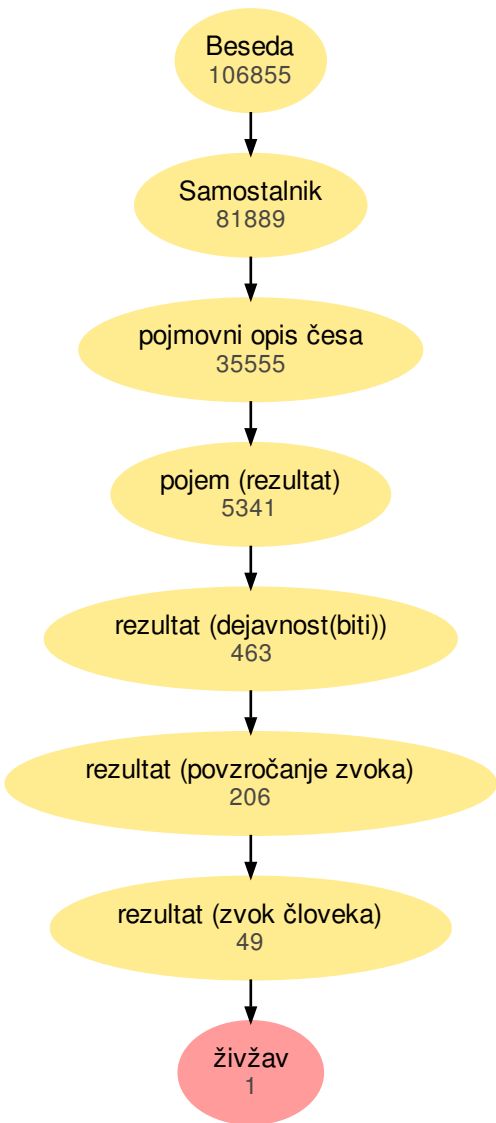 Beseda
106855
Samostalnik
81889
pojmovni opis česa
35555
pojem (rezultat)
5341
rezultat (dejavnost(biti))
463
rezultat (povzročanje zvoka)
206
rezultat (zvok človeka)
49
živžav
1